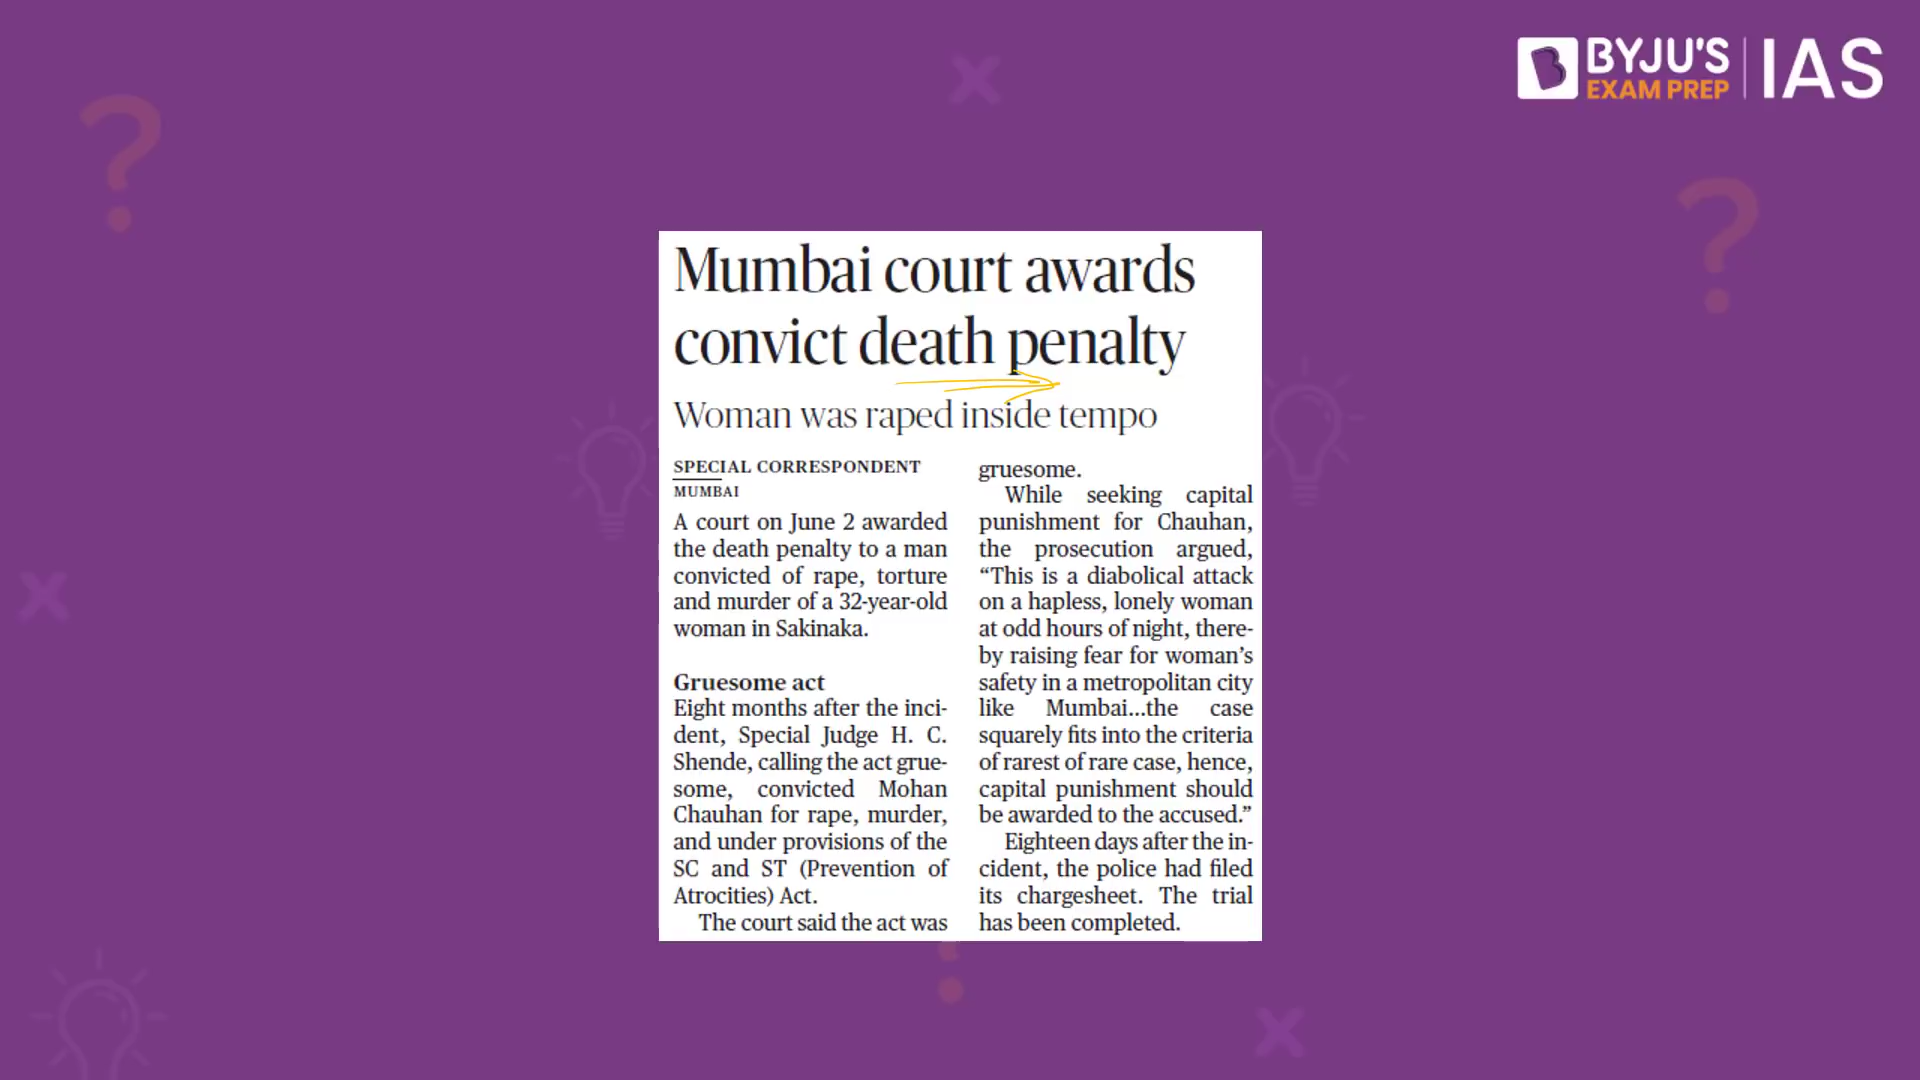 BYJU'S
EXAM PREP
IAS
Mumbai court awards
convict death penalty
Woman was raped inside tempo
SPECIAL CORRESPONDENT
MUMBAI
A court on June 2 awarded
the death penalty to a man
convicted of rape, torture
and murder of a 32-year-old
woman in Sakinaka.
Gruesome act
Eight months after the inci-
dent, Special Judge H. C.
Shende, calling the act grue-
some, convicted Mohan
Chauhan for rape, murder,
and under provisions of the
SC and ST (Prevention of
Atrocities) Act.
The court said the act was
gruesome.
While seeking capital
punishment for Chauhan,
the prosecution argued,
“This is a diabolical attack
on a hapless, lonely woman
at odd hours of night, there-
by raising fear for woman’s
safety in a metropolitan city
like Mumbai...the case
squarely fits into the criteria
of rarest of rare case, hence,
capital punishment should
be awarded to the accused.”
Eighteen days after the in-
cident, the police had filed
its chargesheet. The trial
has been completed.